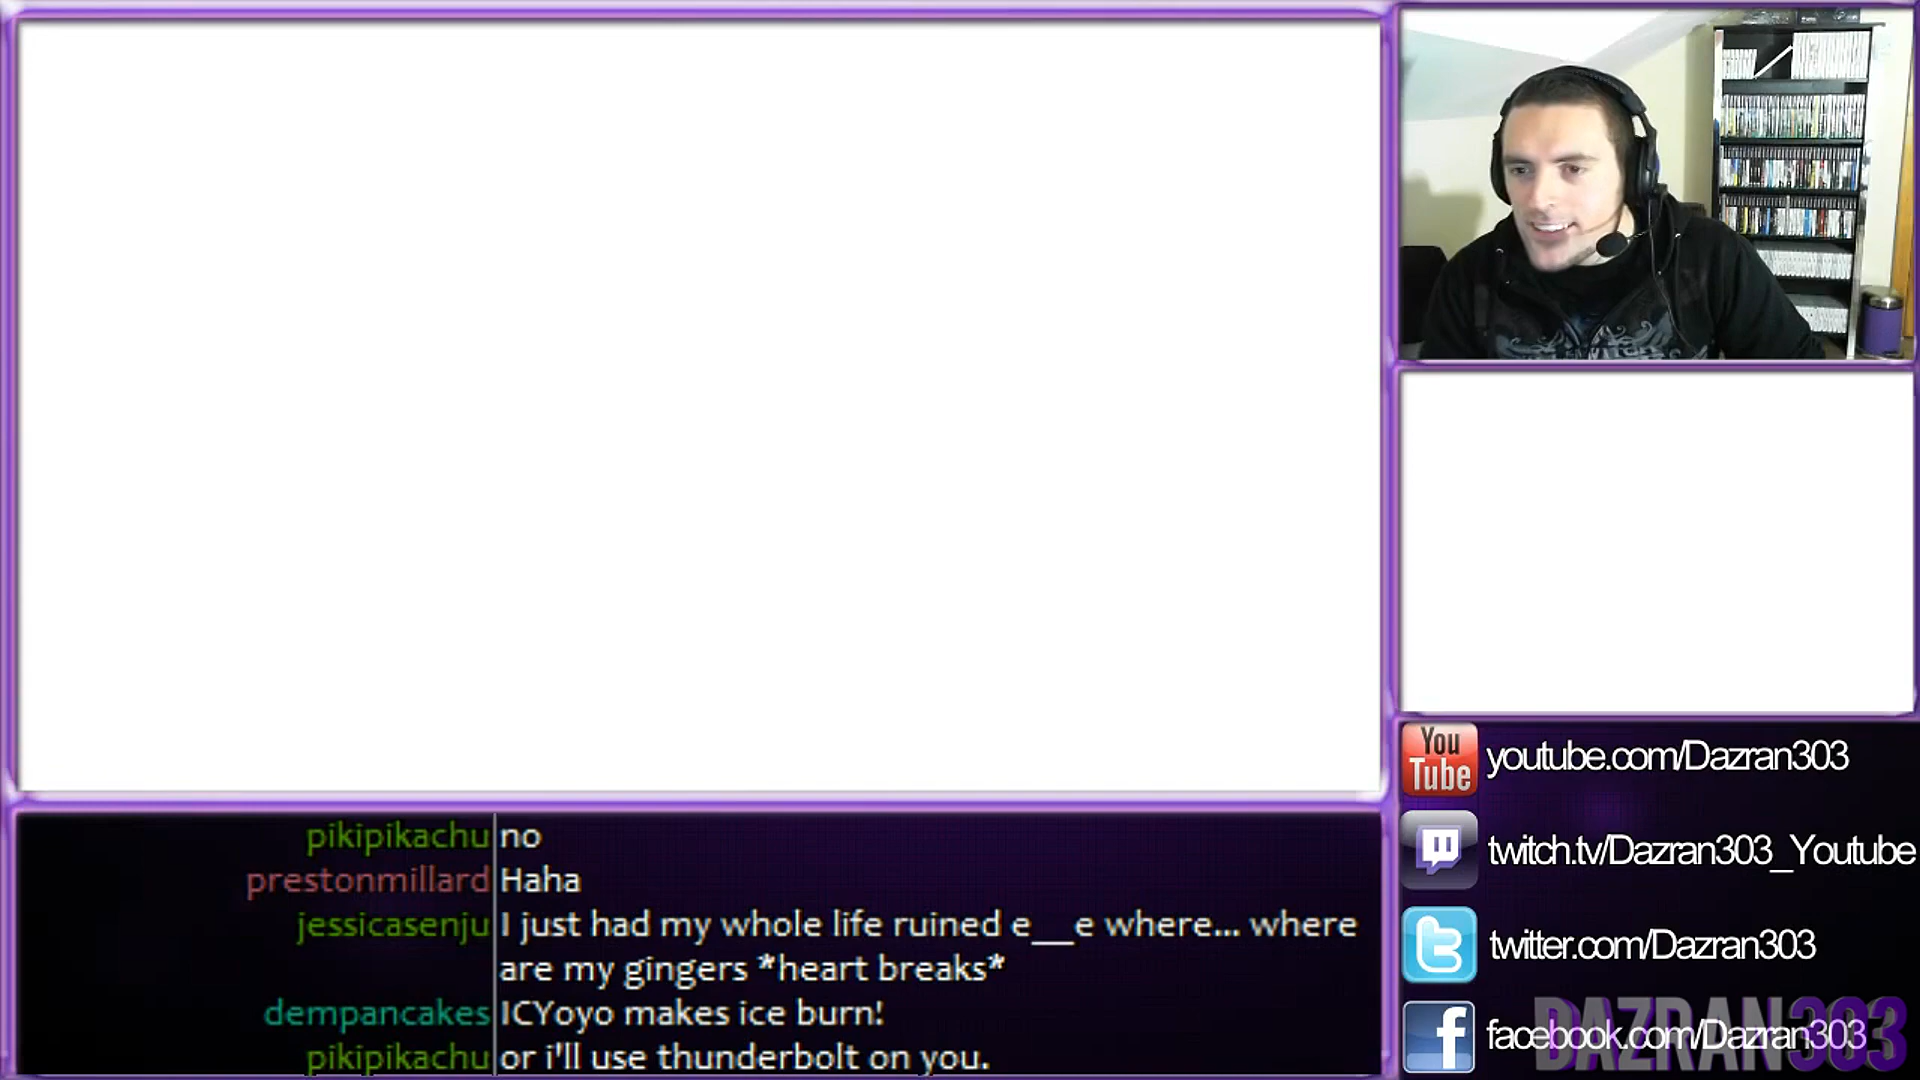 pikipikachu no
prestonmillard Haha
jessicasenju I just had my whole life ruined e__e where... where
are my gingers *heart breaks*
dempancakes ICYoyo makes ice burn!
pikipikachu or i'll use thunderbolt on you.
You
Tube
youtube.com/Dazran303
twitch.tv/Dazran303_Youtube
twitter.com/Dazran303
facebook.com/Dazran303
DAZRAN303